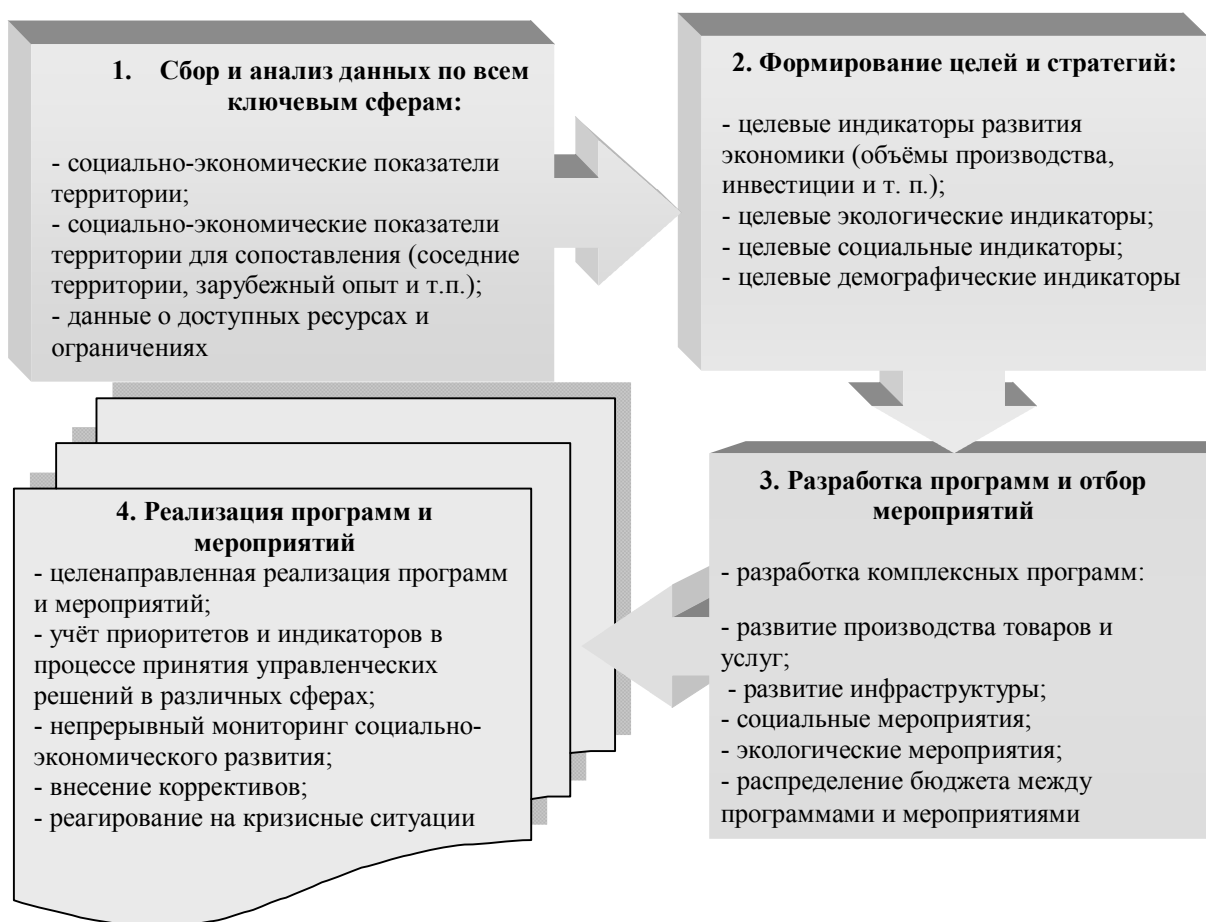 1. Сбор и анализ данных по всем
ключевым сферам:
- социально-экономические показатели
территории;
- социально-экономические показатели
территории для сопоставления (соседние
территории, зарубежный опыт и т.п.);
- данные о доступных ресурсах и
ограничениях
2. Формирование целей и стратегий:
- целевые индикаторы развития
экономики (объёмы производства,
инвестиции и т. п.);
- целевые экологические индикаторы;
- целевые социальные индикаторы;
- целевые демографические индикаторы
3. Разработка программ и отбор
мероприятий
- разработка комплексных программ:
- развитие производства товаров и
услуг;
- развитие инфраструктуры;
- социальные мероприятия;
- экологические мероприятия;
- распределение бюджета между
программами и мероприятиями
4. Реализация программ и
мероприятий
- целенаправленная реализация программ
и мероприятий;
- учёт приоритетов и индикаторов в
процессе принятия управленческих
решений в различных сферах;
- непрерывный мониторинг социально-
экономического развития;
- внесение коррективов;
- реагирование на кризисные ситуации